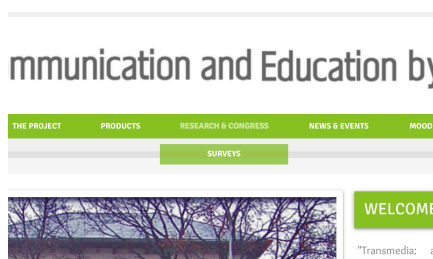 mmunication and Education by
THE PROJECT PRODUCTS RESEARCH & CONGRESS NEWS & EVENTS MOOD
SURVEYS
WELCOME
"Transmedia: a